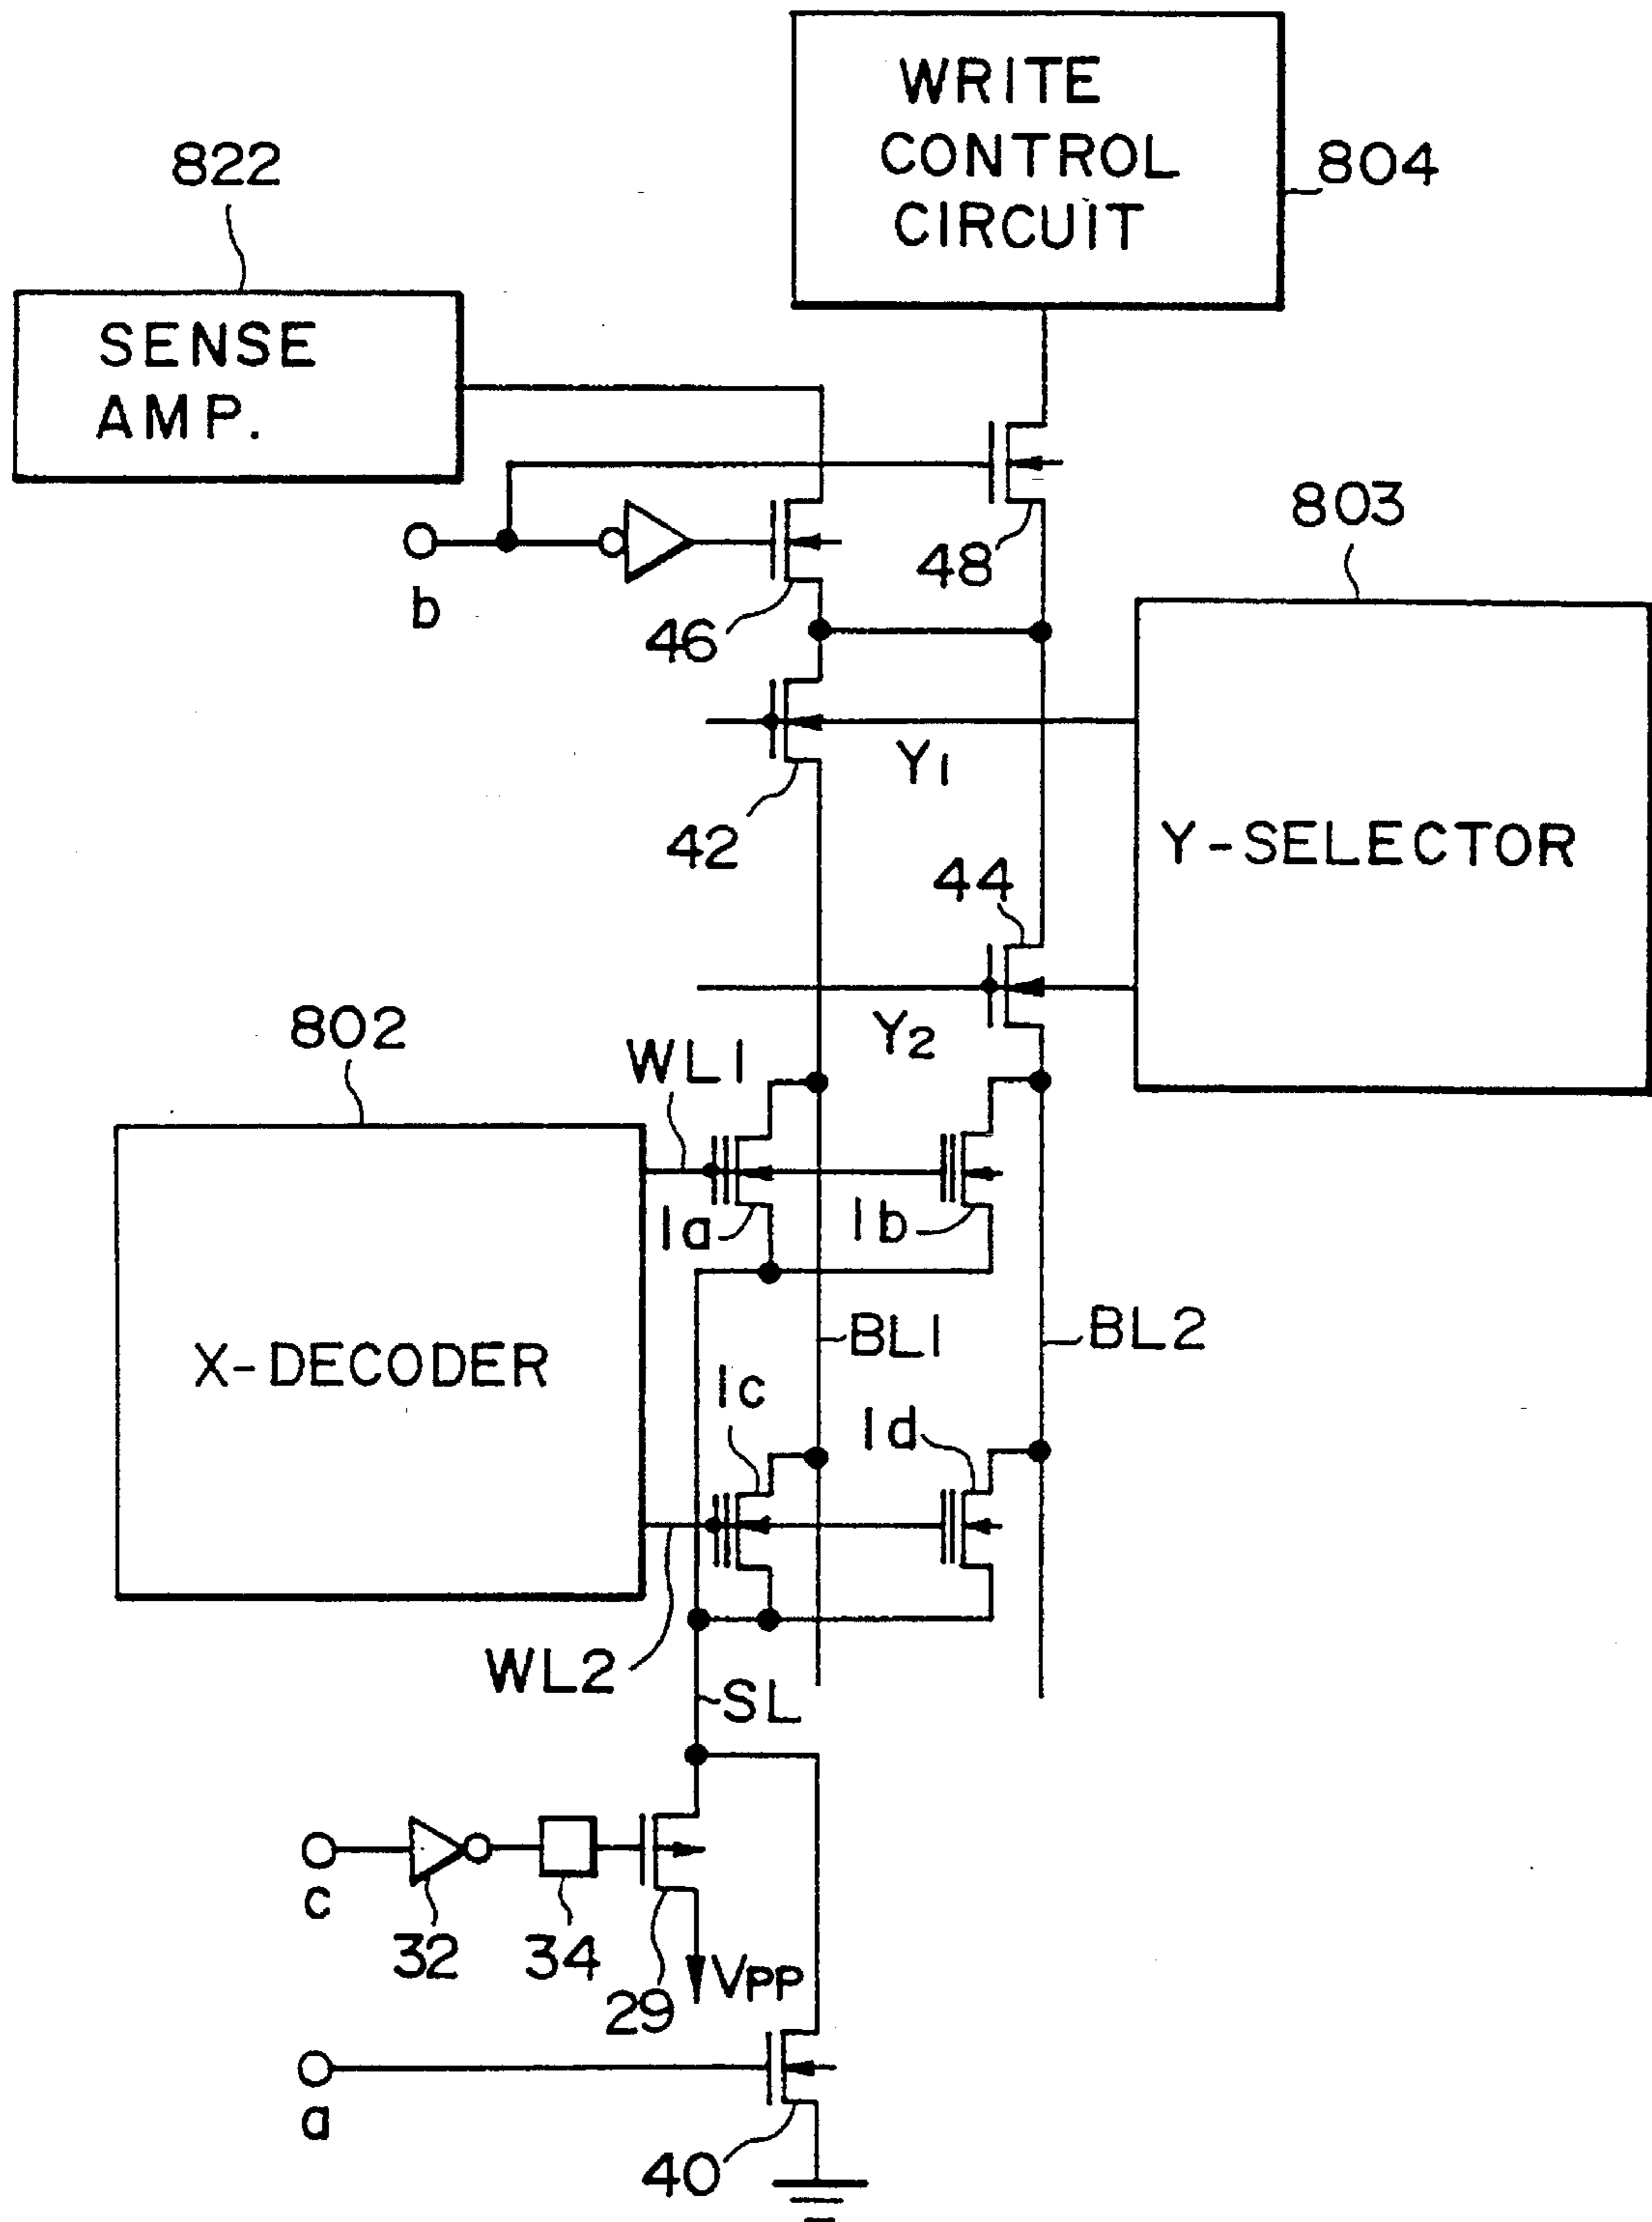 WRITE
CONTROL
CIRCUIT
804
822
SENSE
AMP.
803
48
b
46
Y1
42
Y-SELECTOR
44
Y2
802
WL1
1a
1b
BL1
BL2
X-DECODER
1c
1d
WL2
SL
c
32
34
29
VPP
a
40